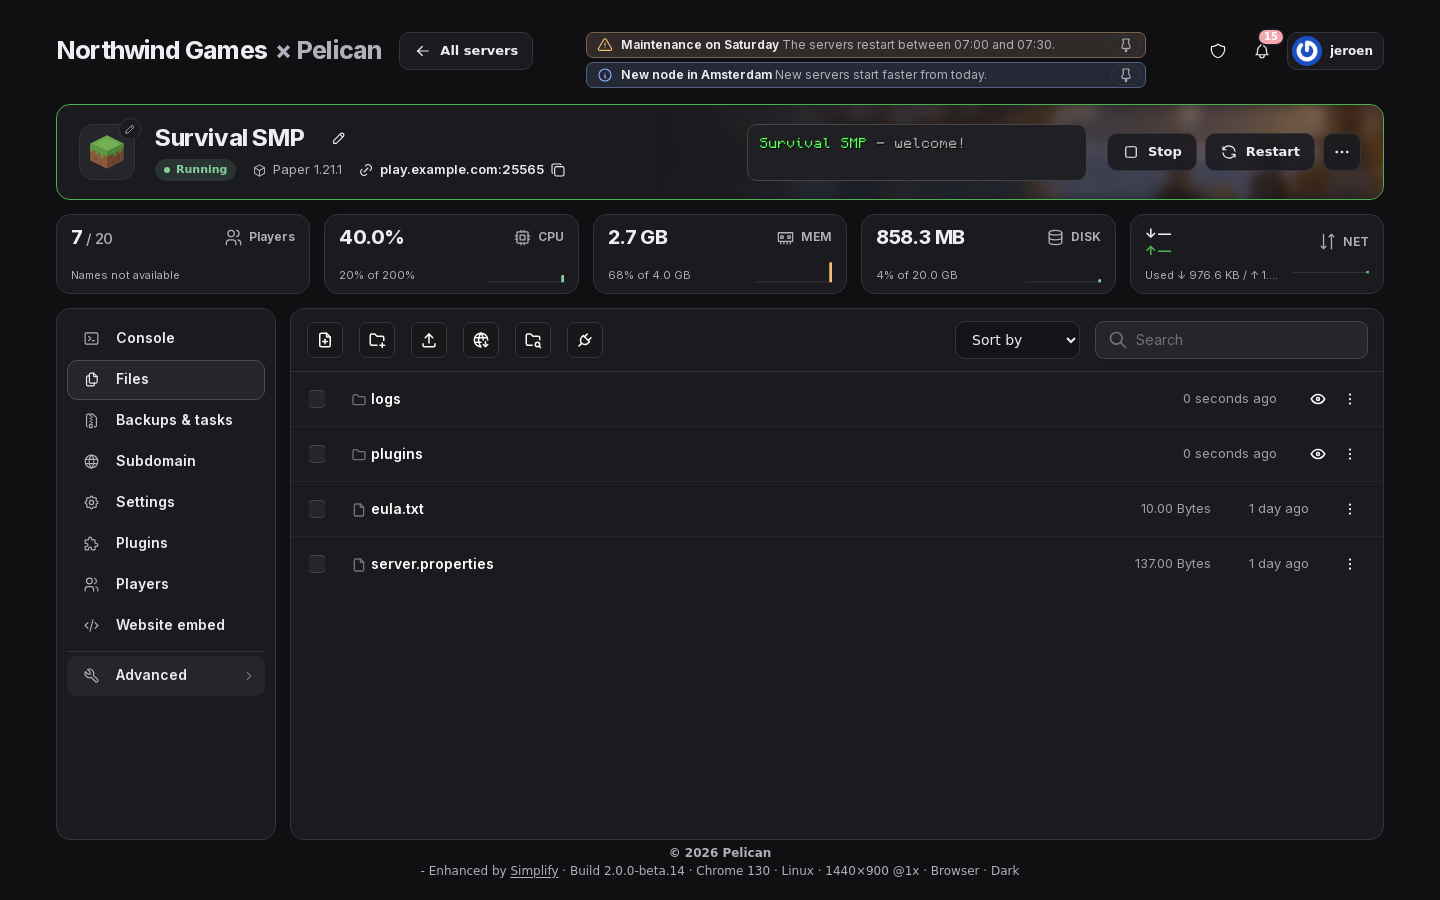 Northwind Games × Pelican
All servers
Maintenance on Saturday The servers restart between 07:00 and 07:30.
New node in Amsterdam New servers start faster from today.
15
jeroen
Survival SMP
Running
Paper 1.21.1
play.example.com:25565
Survival SMP - welcome!
Stop
Restart
7 / 20
Players
Names not available
40.0%
CPU
20% of 200%
2.7 GB
MEM
68% of 4.0 GB
858.3 MB
DISK
4% of 20.0 GB
↓—
↑—
NET
Used ↓ 976.6 KB / ↑ 1....
Console
Files
Backups & tasks
Subdomain
Settings
Plugins
Players
Website embed
Advanced
Sort by
Search
logs
0 seconds ago
plugins
0 seconds ago
eula.txt
10.00 Bytes
1 day ago
server.properties
137.00 Bytes
1 day ago
© 2026 Pelican
- Enhanced by Simplify · Build 2.0.0-beta.14 · Chrome 130 · Linux · 1440×900 @1x · Browser · Dark